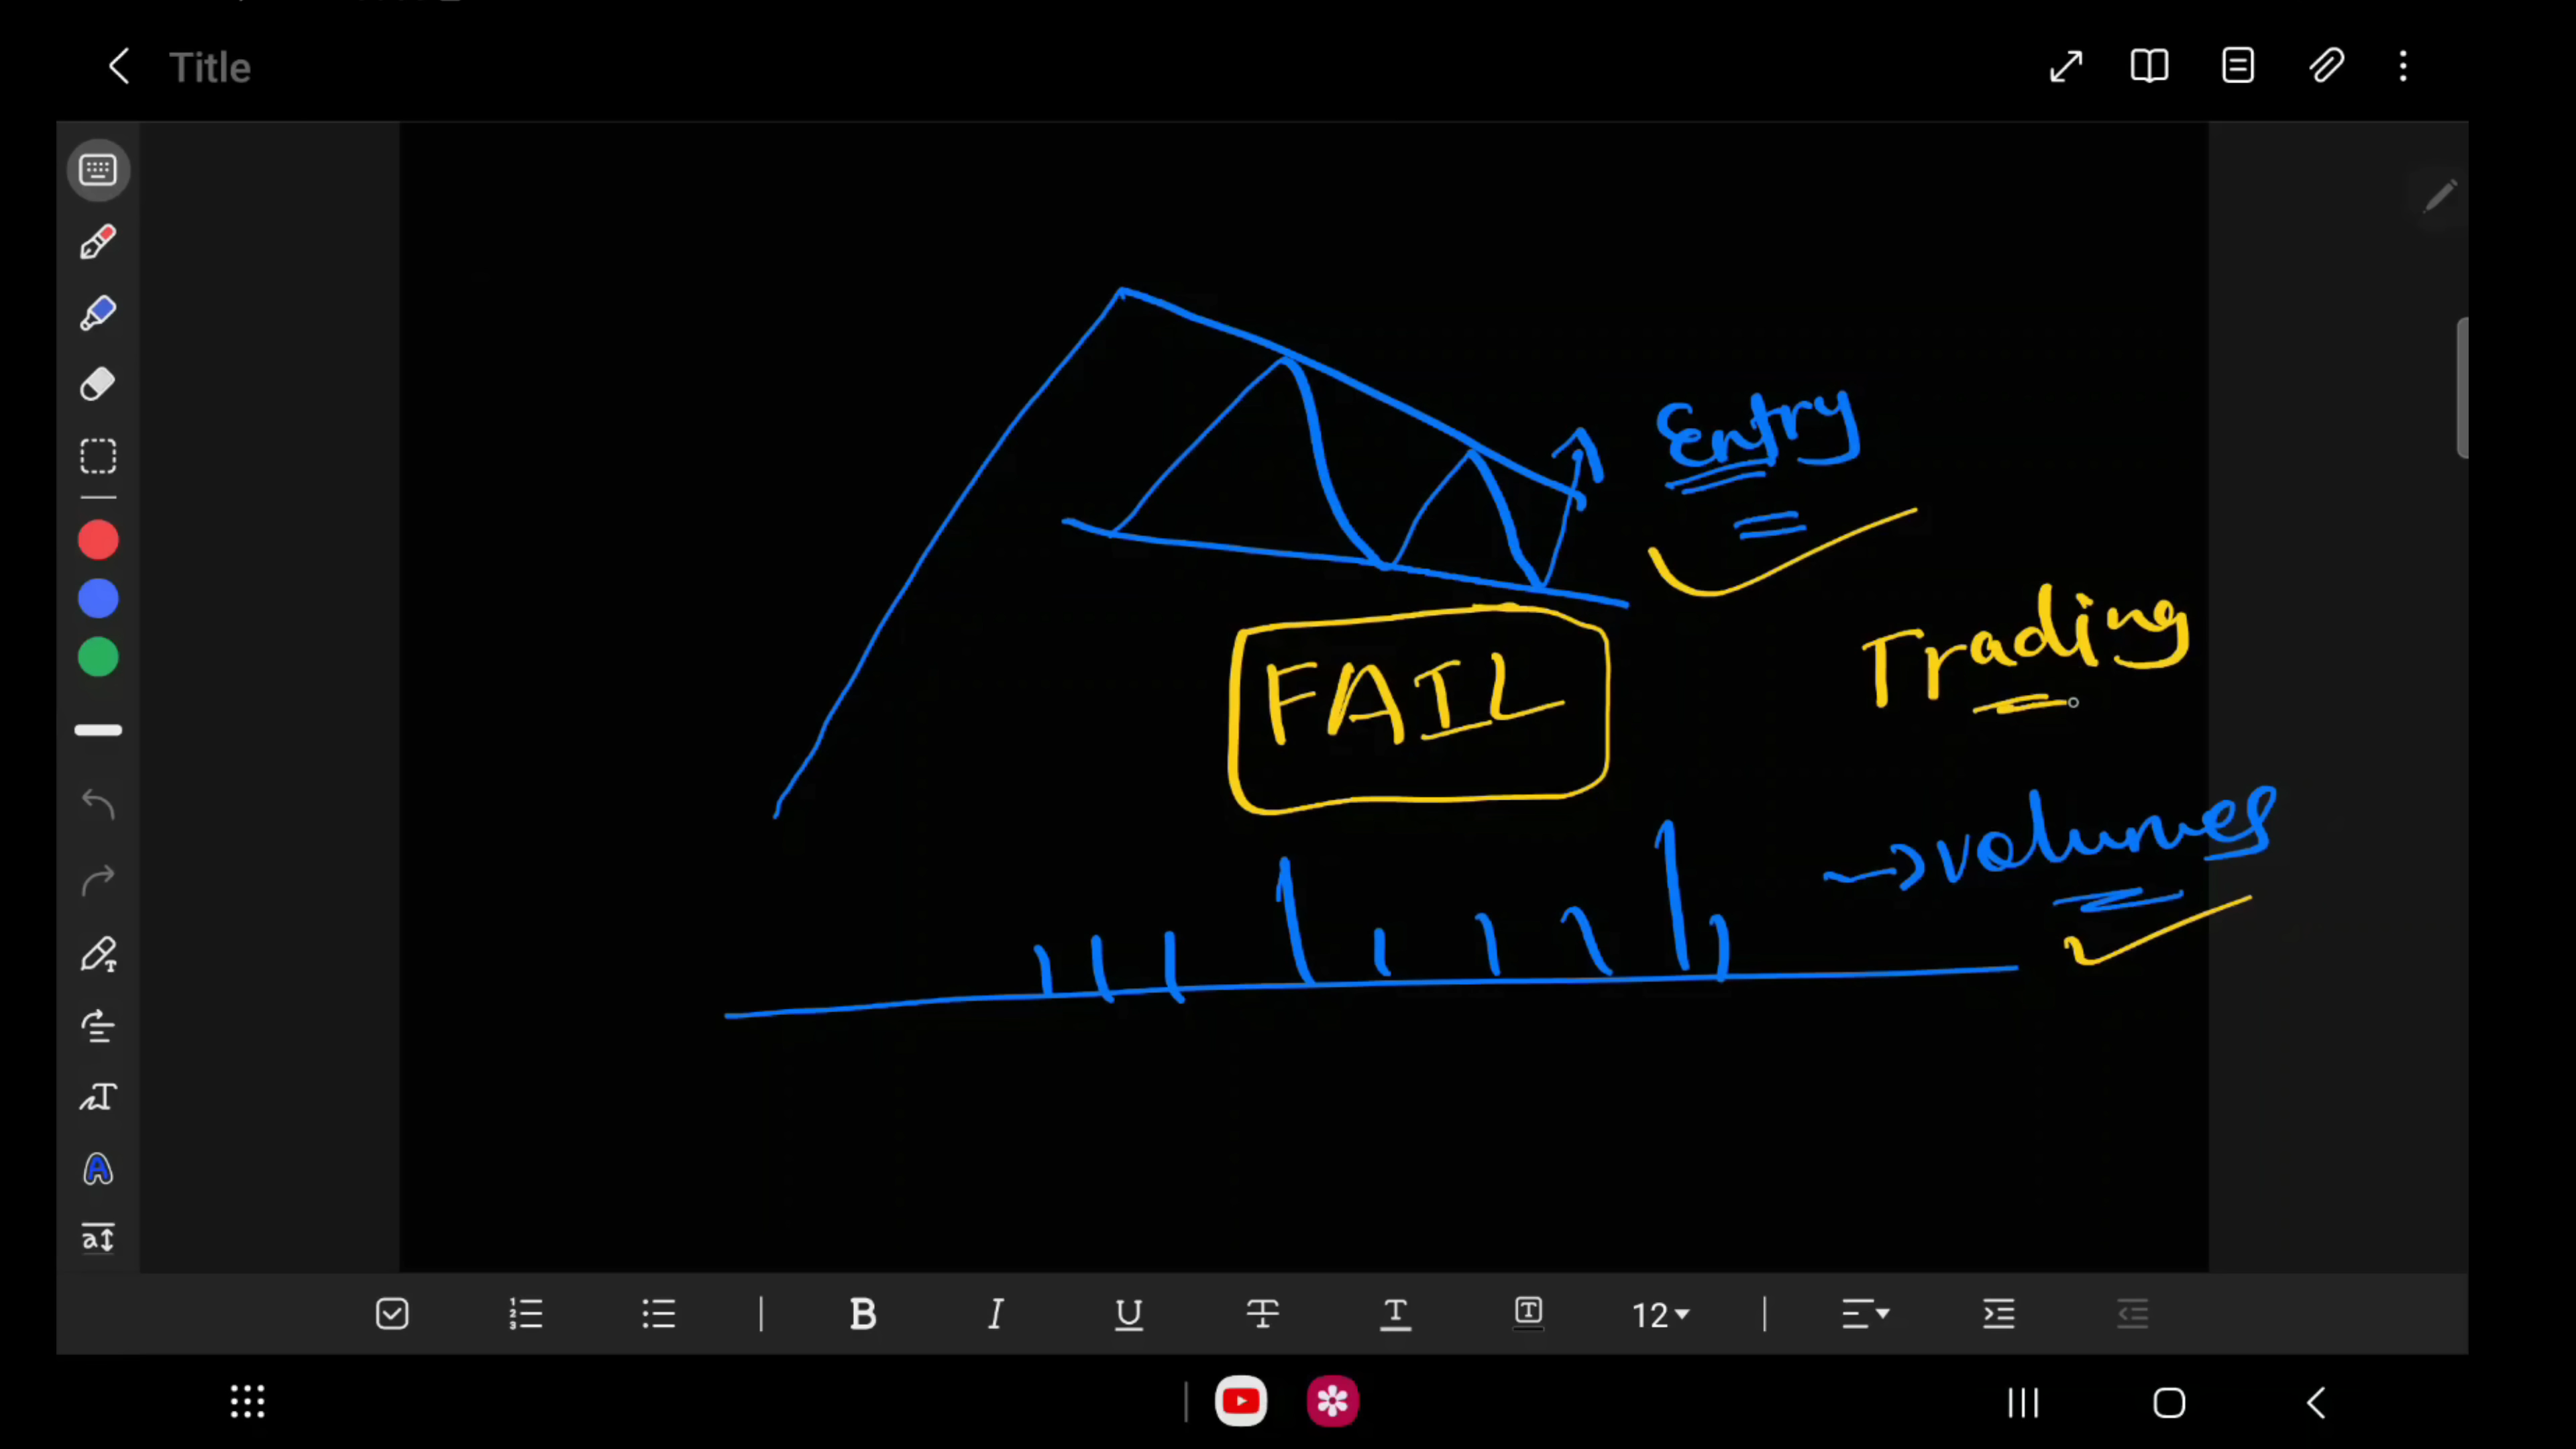 Title
Entry
Trading
FAIL
volumes
B I U T T T 12